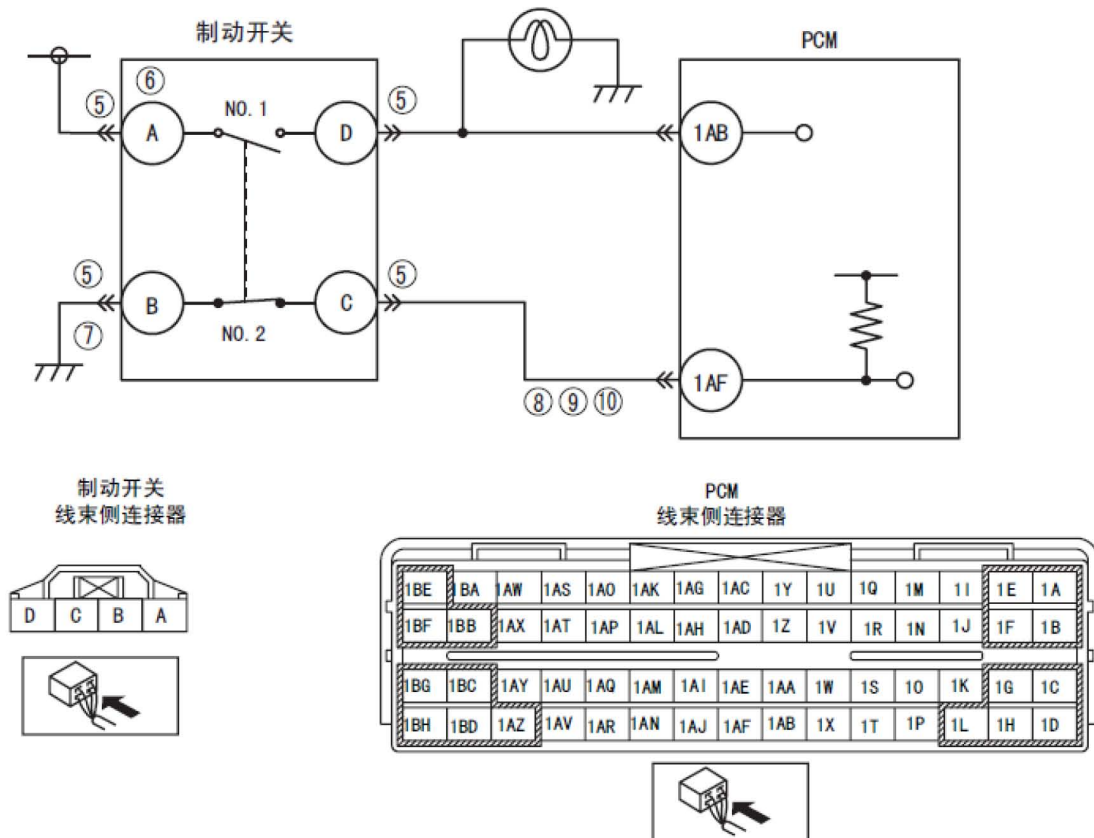 制动开关
PCM
⑤ ⑥ NO. 1 ⑤
A D 1AB
⑤ ⑤
B C
⑦ NO. 2
1AF
⑧ ⑨ ⑩
制动开关
线束侧连接器
PCM
线束侧连接器
D C B A
1BE 1BA 1AW 1AS 1AO 1AK 1AG 1AC 1Y 1U 1Q 1M 1I 1E 1A
1BF 1BB 1AX 1AT 1AP 1AL 1AH 1AD 1Z 1V 1R 1N 1J 1F 1B
1BG 1BC 1AY 1AU 1AQ 1AM 1AI 1AE 1AA 1W 1S 1O 1K 1G 1C
1BH 1BD 1AZ 1AV 1AR 1AN 1AJ 1AF 1AB 1X 1T 1P 1L 1H 1D